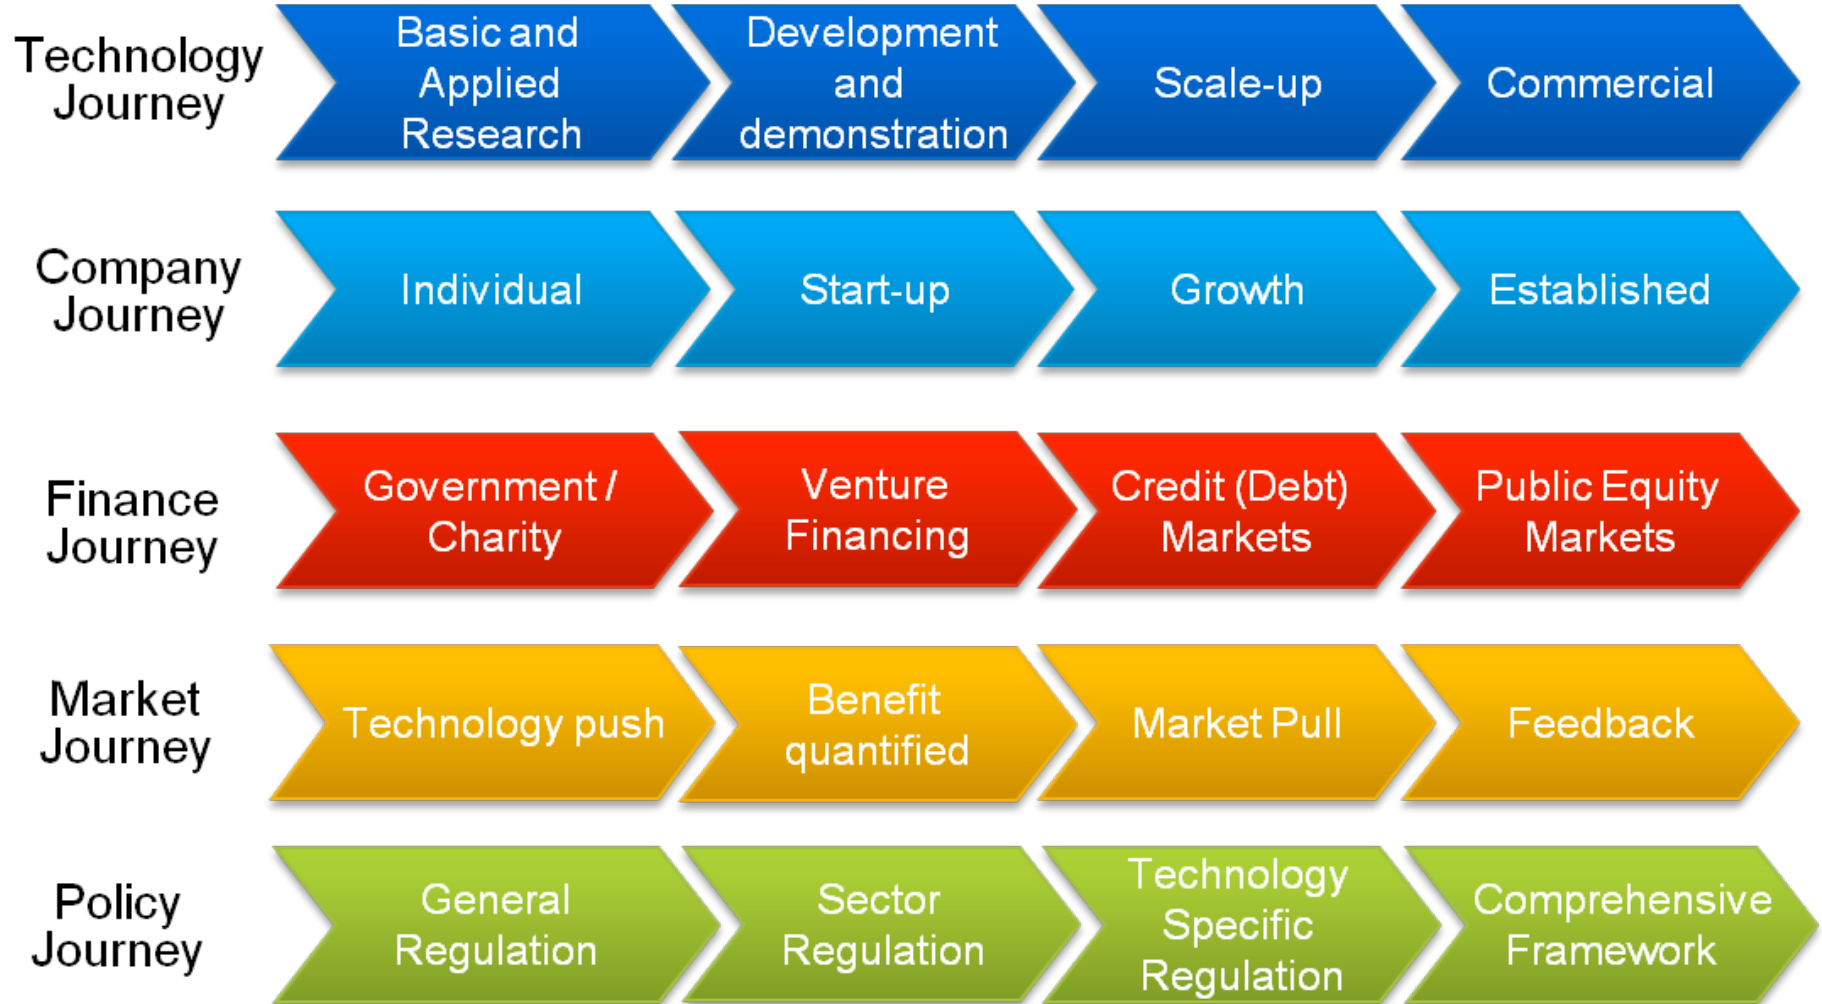 Technology
Journey
Basic and
Applied
Research
Development
and
demonstration
Scale-up
Commercial
Company
Journey
Individual
Start-up
Growth
Established
Finance
Journey
Government /
Charity
Venture
Financing
Credit (Debt)
Markets
Public Equity
Markets
Market
Journey
Technology push
Benefit
quantified
Market Pull
Feedback
Policy
Journey
General
Regulation
Sector
Regulation
Technology
Specific
Regulation
Comprehensive
Framework